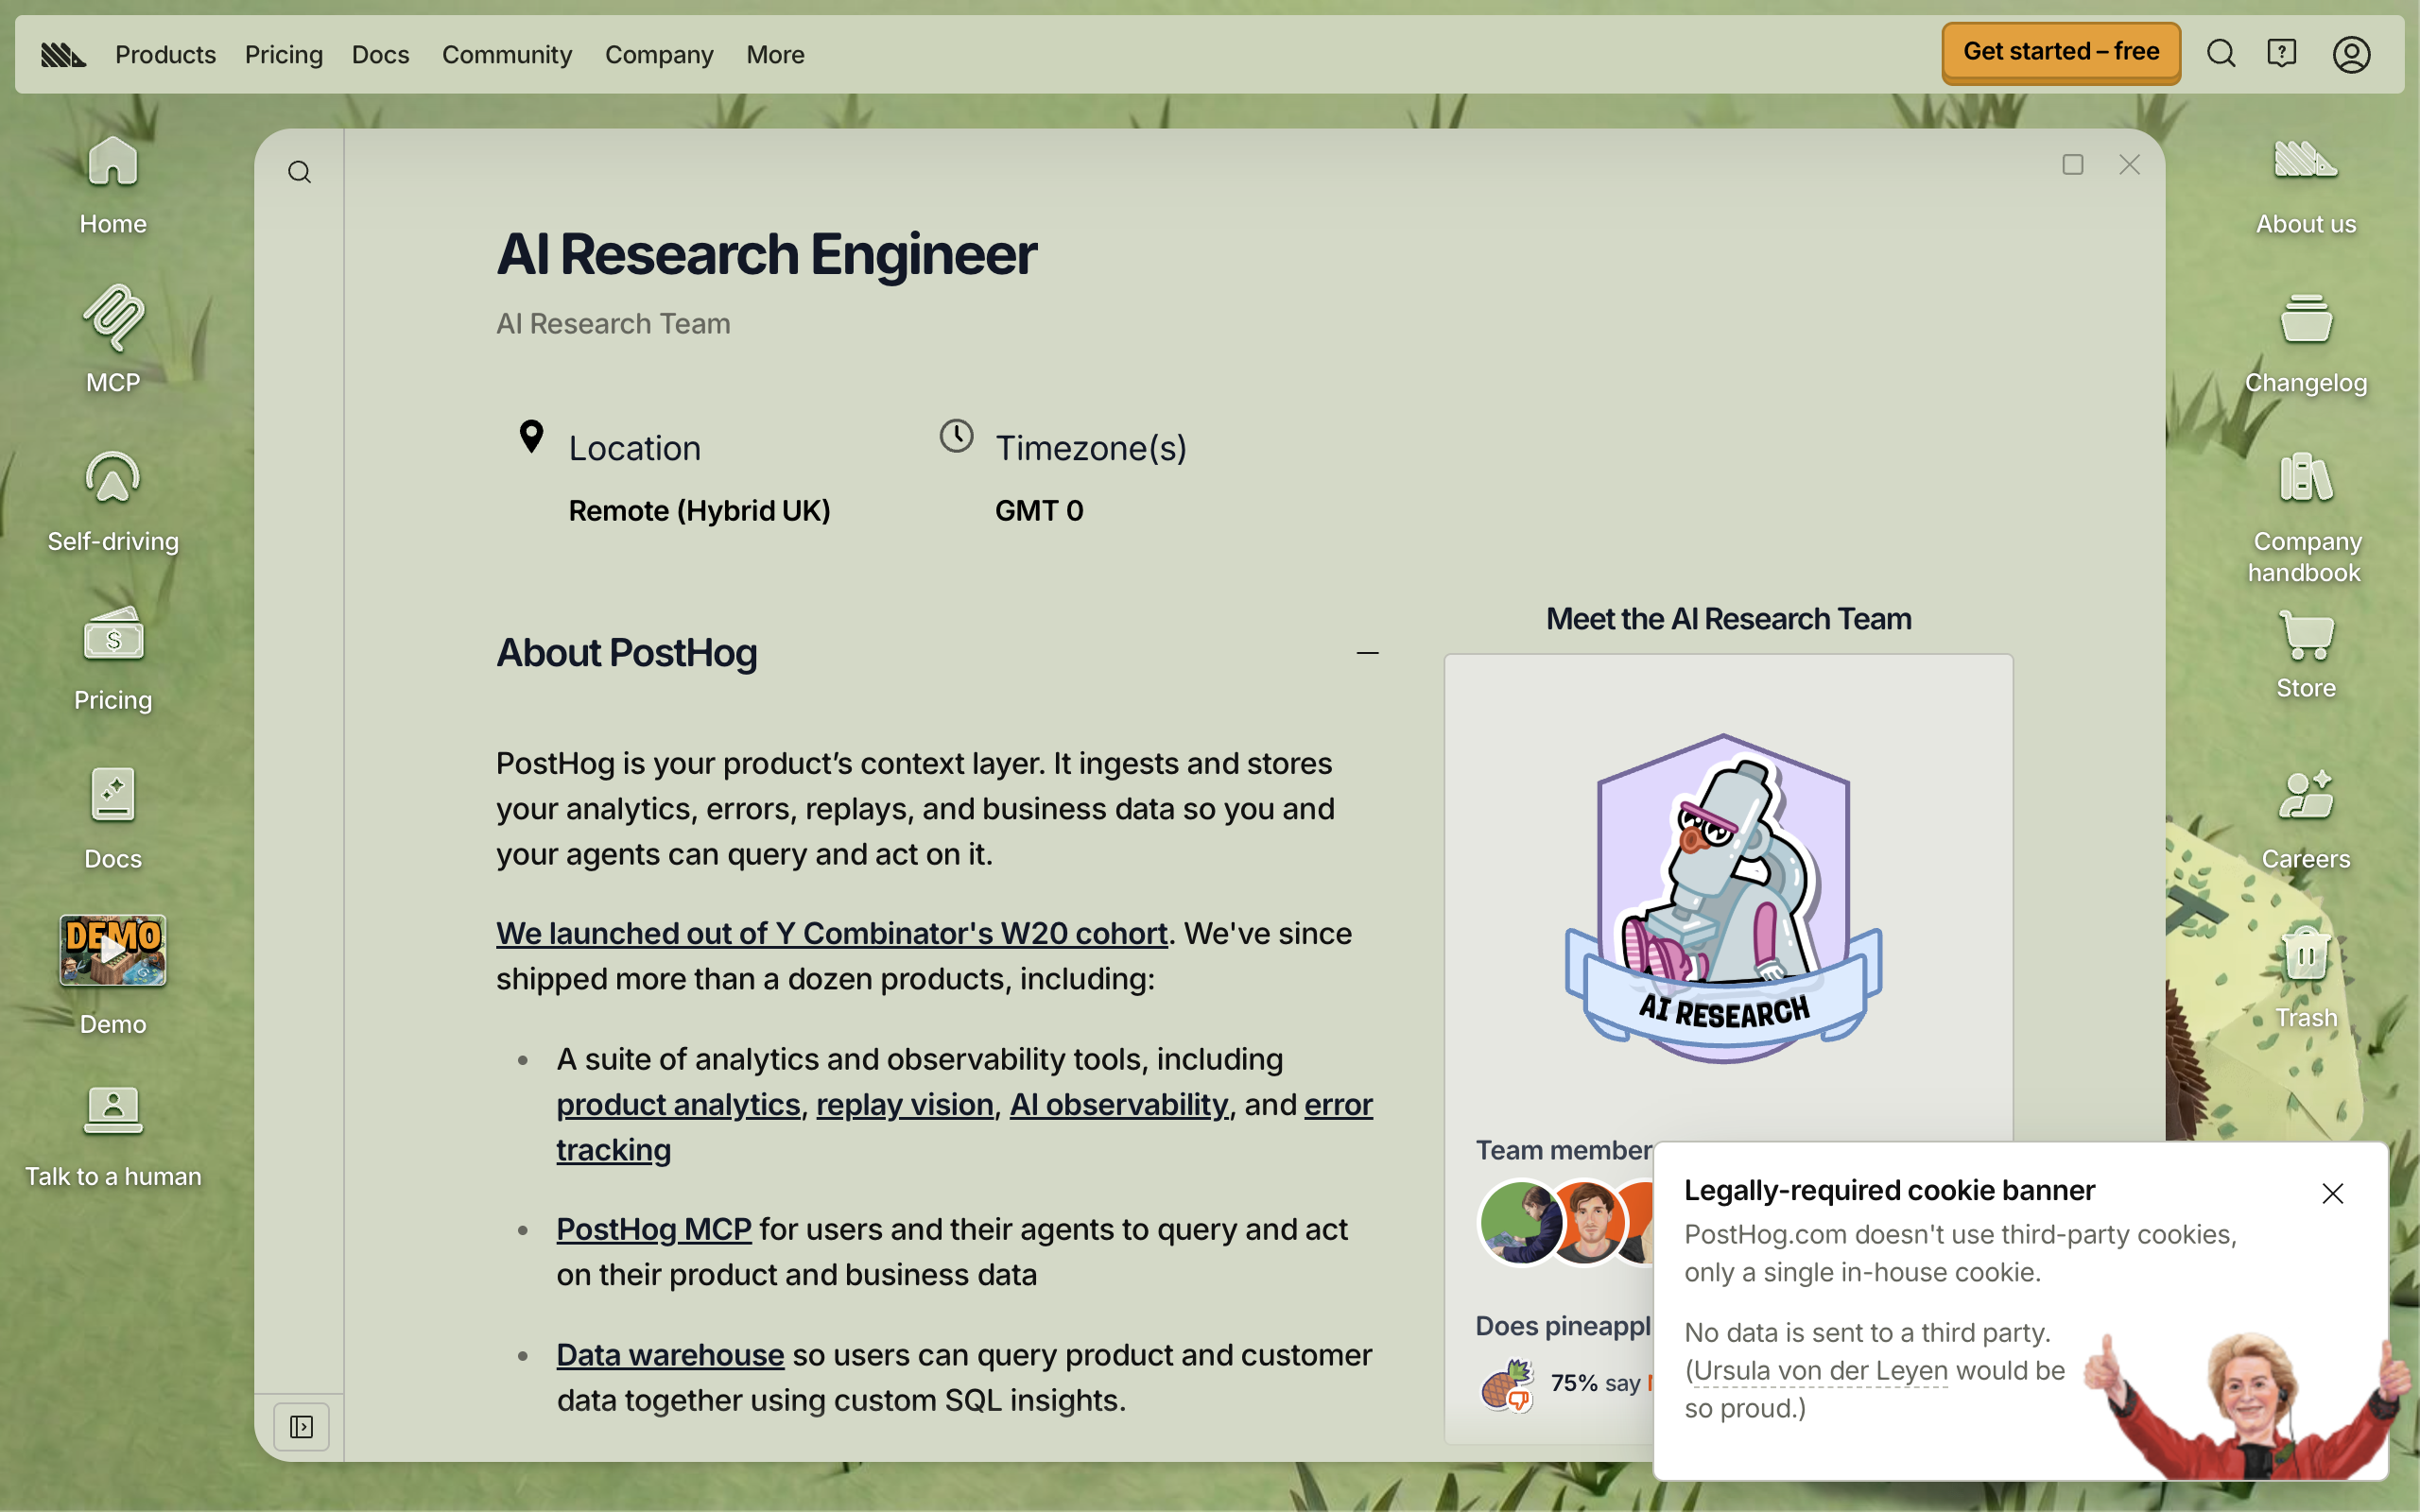 Products Pricing Docs Community Company More
Get started – free
Home
MCP
Self-driving
Pricing
Docs
DEMO
Demo
Talk to a human
AI Research Engineer
AI Research Team
Location
Remote (Hybrid UK)
Timezone(s)
GMT 0
About PostHog
PostHog is your product’s context layer. It ingests and stores
your analytics, errors, replays, and business data so you and
your agents can query and act on it.
We launched out of Y Combinator's W20 cohort. We've since
shipped more than a dozen products, including:
A suite of analytics and observability tools, including
product analytics, replay vision, AI observability, and error
tracking
PostHog MCP for users and their agents to query and act
on their product and business data
Data warehouse so users can query product and customer
data together using custom SQL insights.
Meet the AI Research Team
AI RESEARCH
Team member
Does pineappl
75% say
About us
Changelog
Company
handbook
Store
Careers
Trash
Legally-required cookie banner
PostHog.com doesn't use third-party cookies,
only a single in-house cookie.
No data is sent to a third party.
(Ursula von der Leyen would be
so proud.)